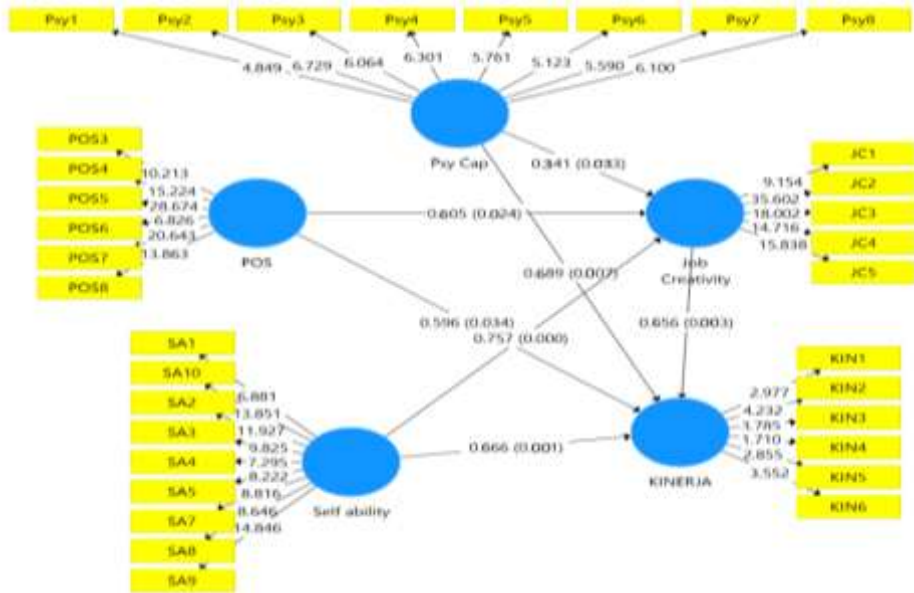 Psy1 Psy2 Psy3 Psy4 Psy5 Psy6 Psy7 Psy8
4.849 6.729 6.064 6.301 5.761 5.123 5.590 6.100
Psy Cap
POS3
POS4
POS5
POS6
POS7
POS8
10.213
15.224
28.674
6.826
20.643
13.863
POS
0.341 (0.033)
0.605 (0.024)
0.689 (0.007)
0.596 (0.034)
0.757 (0.000)
0.656 (0.003)
0.666 (0.001)
JC1
JC2
JC3
JC4
JC5
9.154
35.602
18.002
14.716
15.838
Job
Creativity
SA1
SA10
SA2
SA3
SA4
SA5
SA7
SA8
SA9
6.881
13.851
11.927
9.825
7.295
8.222
8.816
8.646
14.846
Self ability
KIN1
KIN2
KIN3
KIN4
KIN5
KIN6
2.977
4.232
2.855
3.552
KINERJA